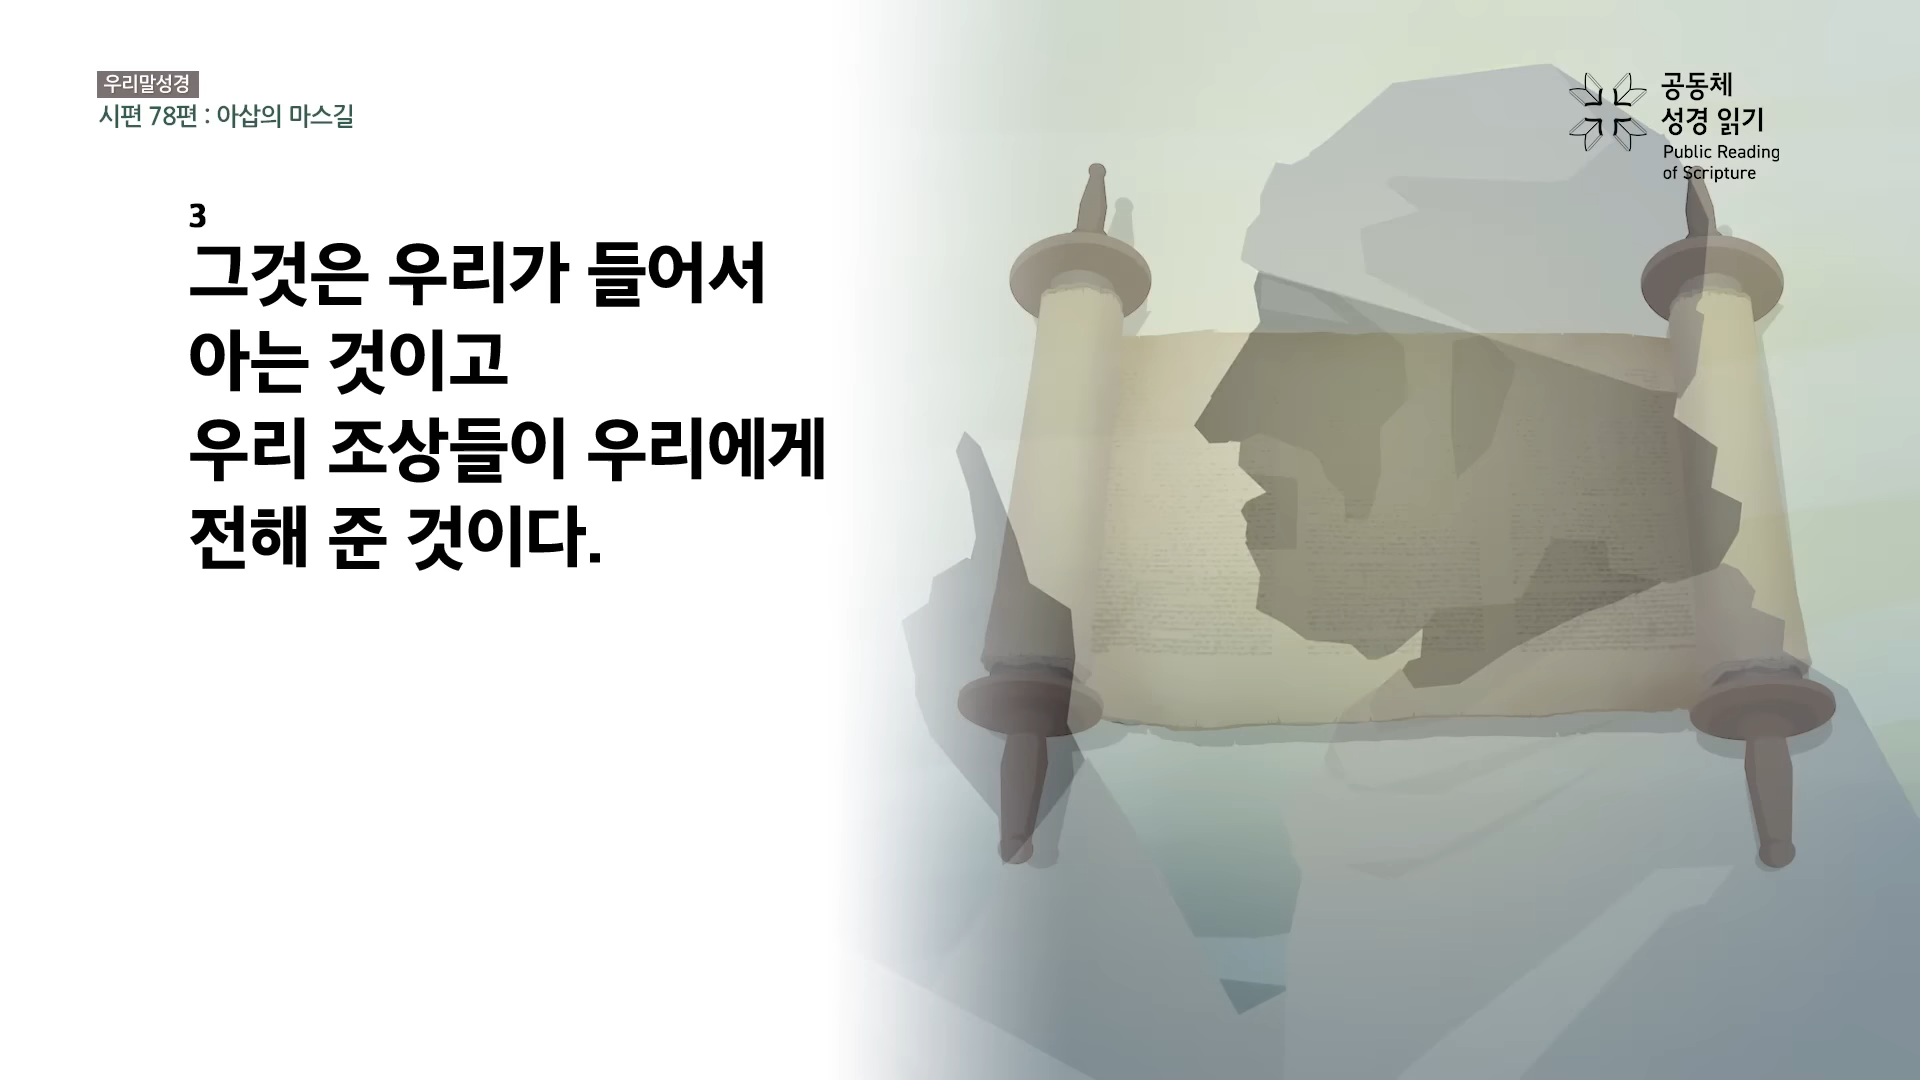 우리말성경
시편 78편 : 아삽의 마스길
공동체
성경 읽기
Public Reading
of Scripture
3
그것은 우리가 들어서
아는 것이고
우리 조상들이 우리에게
전해 준 것이다.